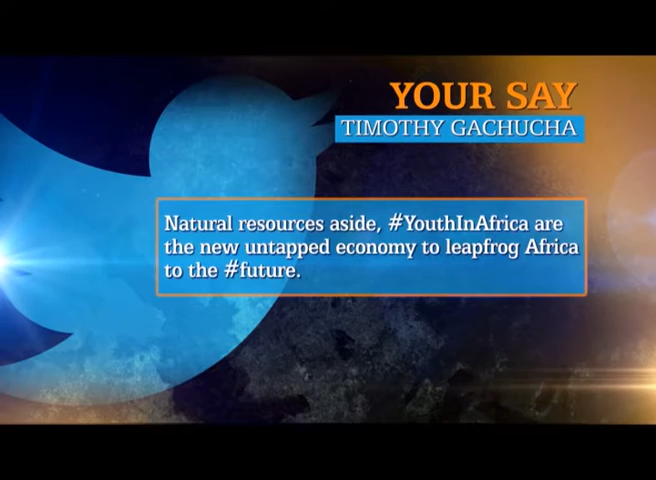 YOUR SAY
TIMOTHY GACHUCHA
Natural resources aside, #YouthInAfrica are
the new untapped economy to leapfrog Africa
to the #future.